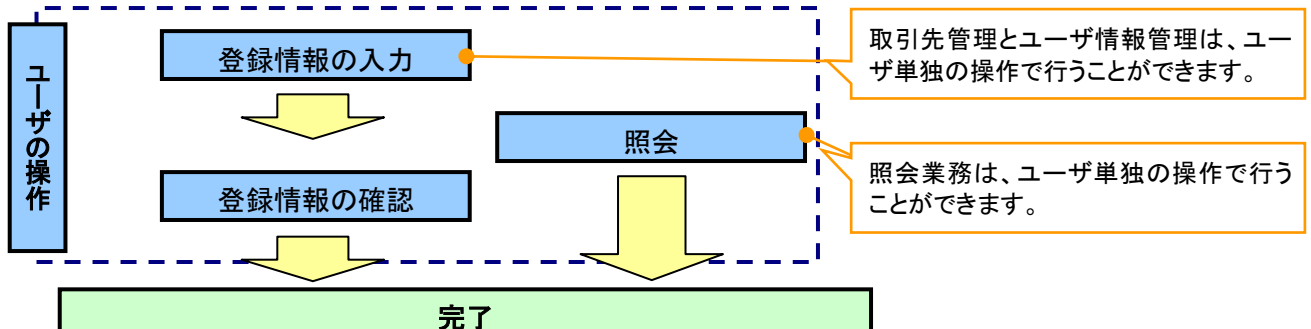 ユーザの操作
登録情報の入力
取引先管理とユーザ情報管理は、ユー
ザ単独の操作で行うことができます。
照会
照会業務は、ユーザ単独の操作で行う
ことができます。
登録情報の確認
完了